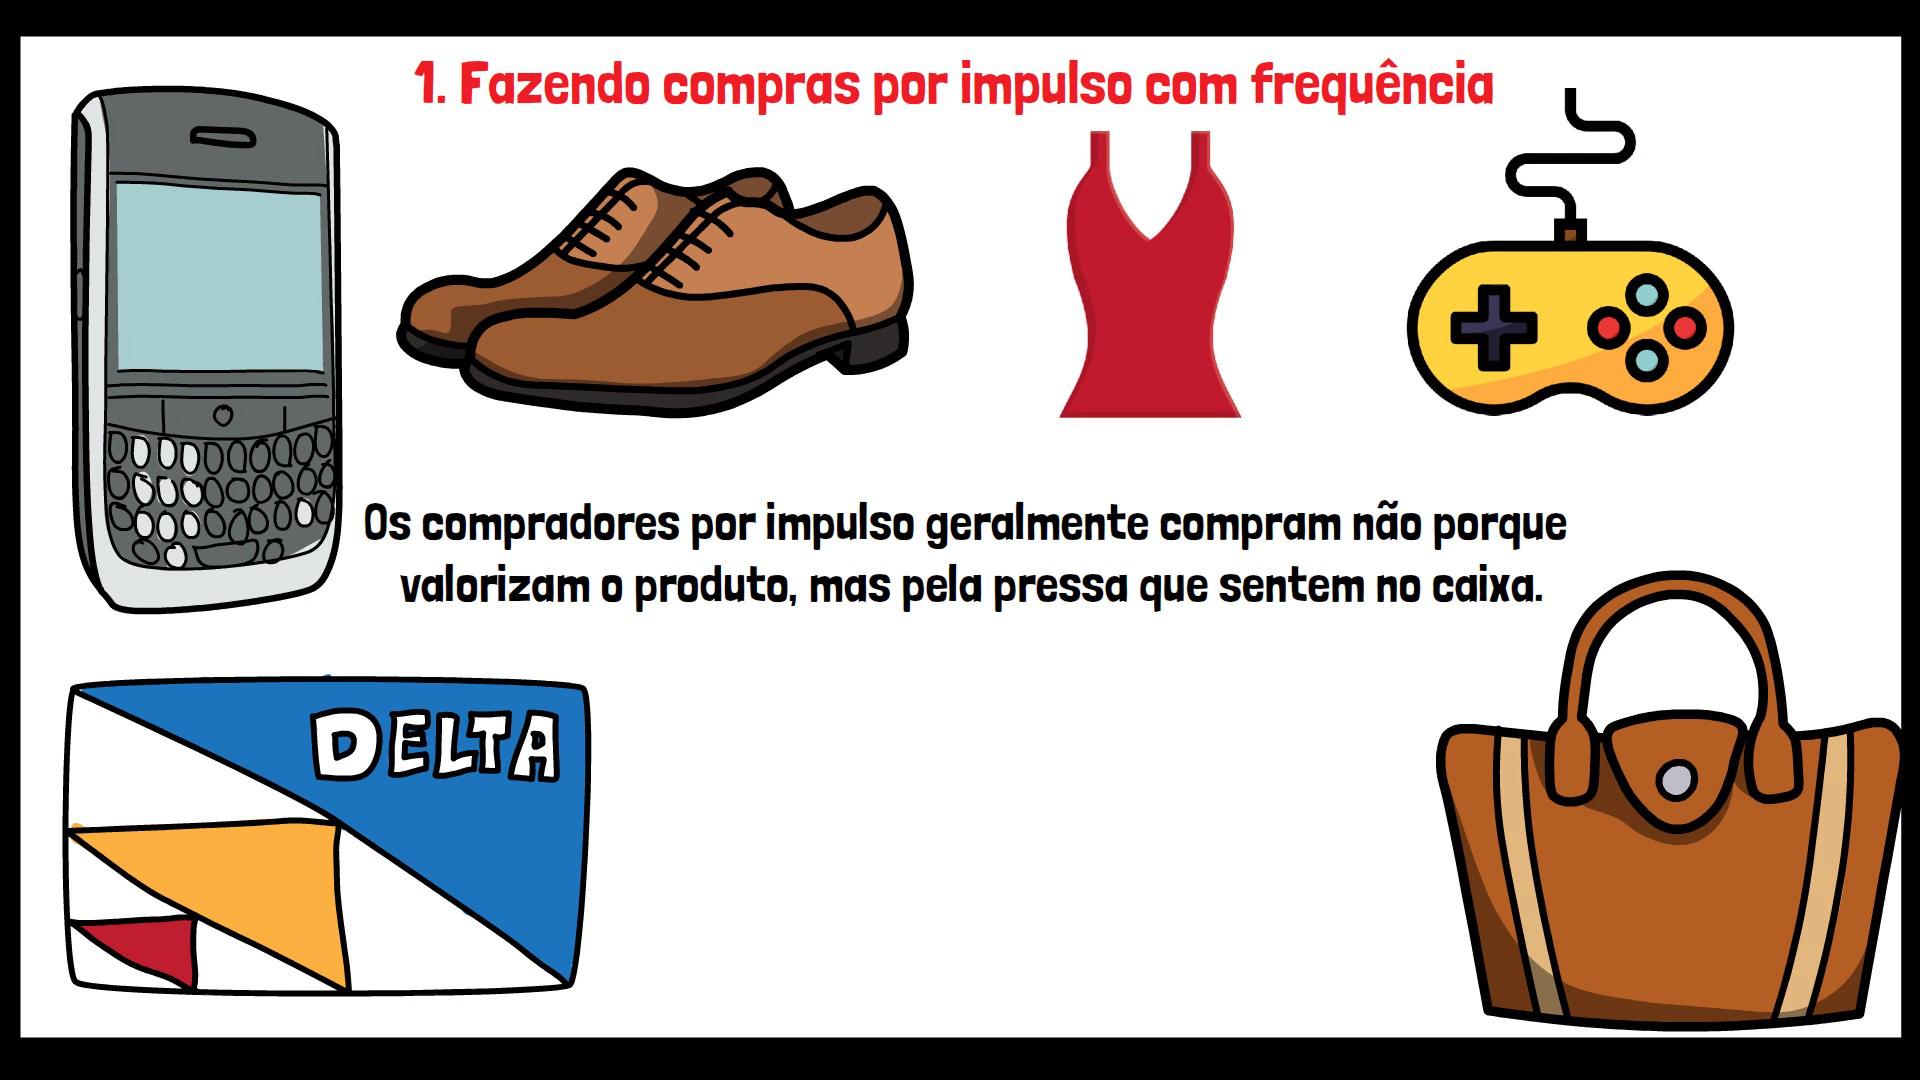 1. Fazendo compras por impulso com frequência
Os compradores por impulso geralmente compram não porque
valorizam o produto, mas pela pressa que sentem no caixa.
DELTA